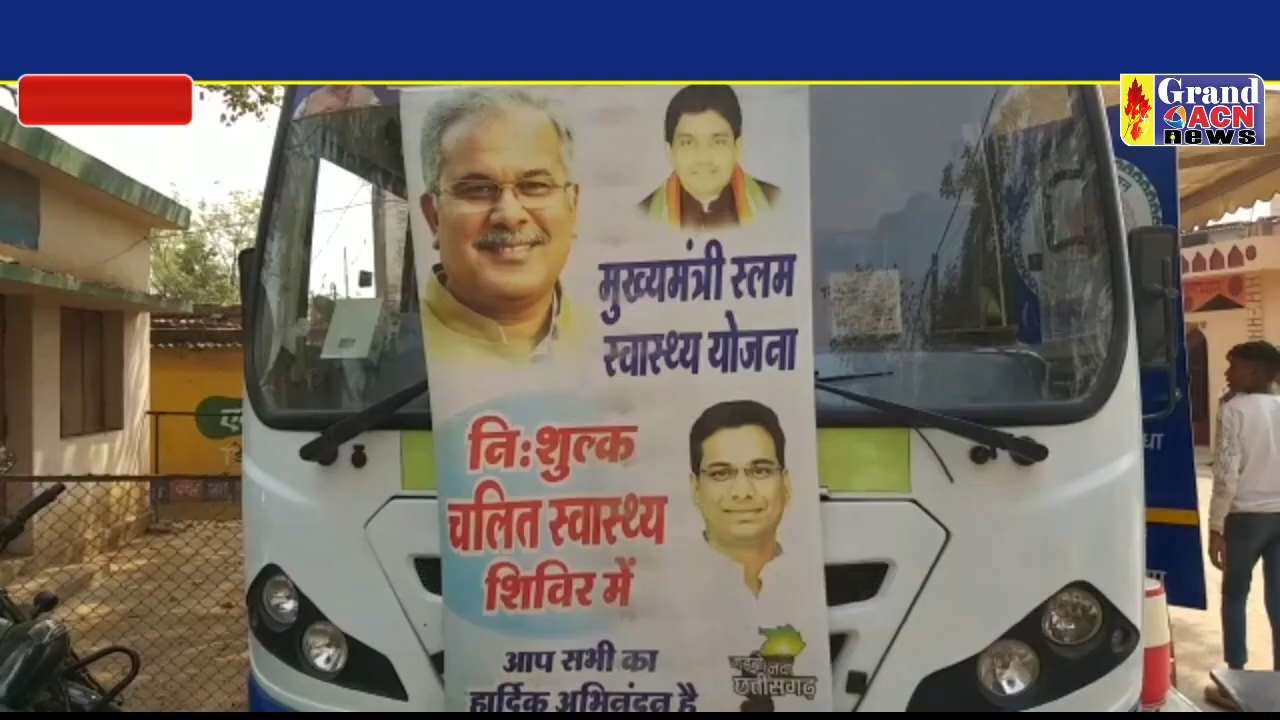 Grand
ACN
news
मुख्यमंत्री स्लम
स्वास्थ्य योजना
नि:शुल्क
चलित स्वास्थ्य
शिविर में
आप सभी का
हार्दिक अभिनंदन है
छत्तीसगढ़